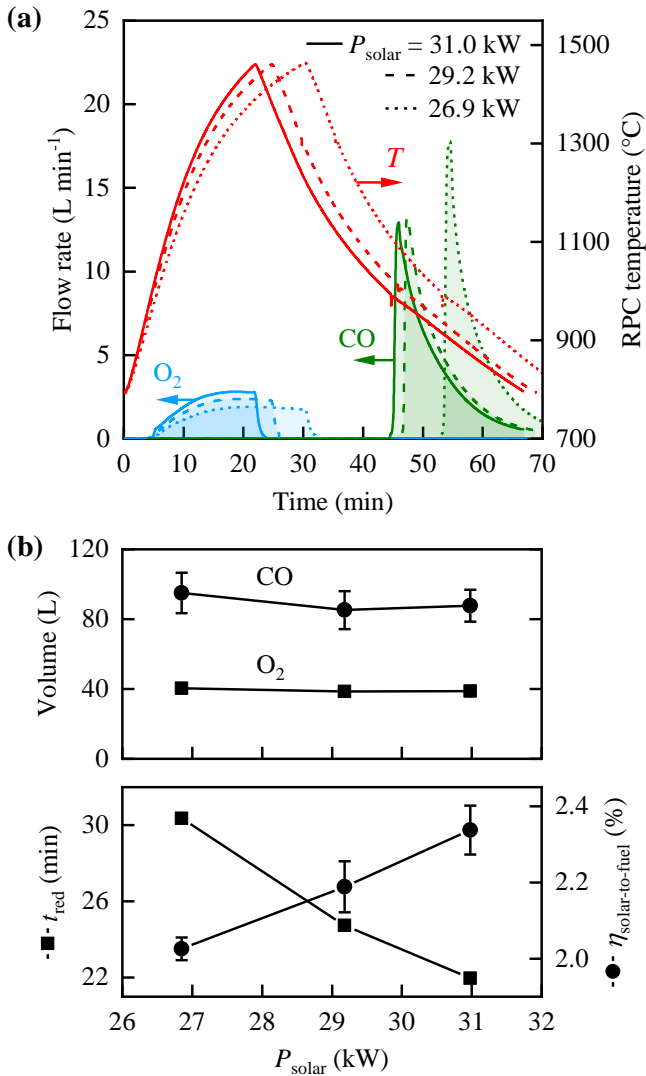 (a)
P_solar = 31.0 kW
29.2 kW
26.9 kW
T
CO
O₂
Flow rate (L min⁻¹)
25
20
15
10
5
0
RPC temperature (°C)
1500
1300
1100
900
700
0 10 20 30 40 50 60 70
Time (min)
(b)
Volume (L)
120
80
40
0
CO
O₂
t_red (min)
30
26
22
η_solar-to-fuel (%)
2.4
2.2
2.0
26 27 28 29 30 31 32
P_solar (kW)